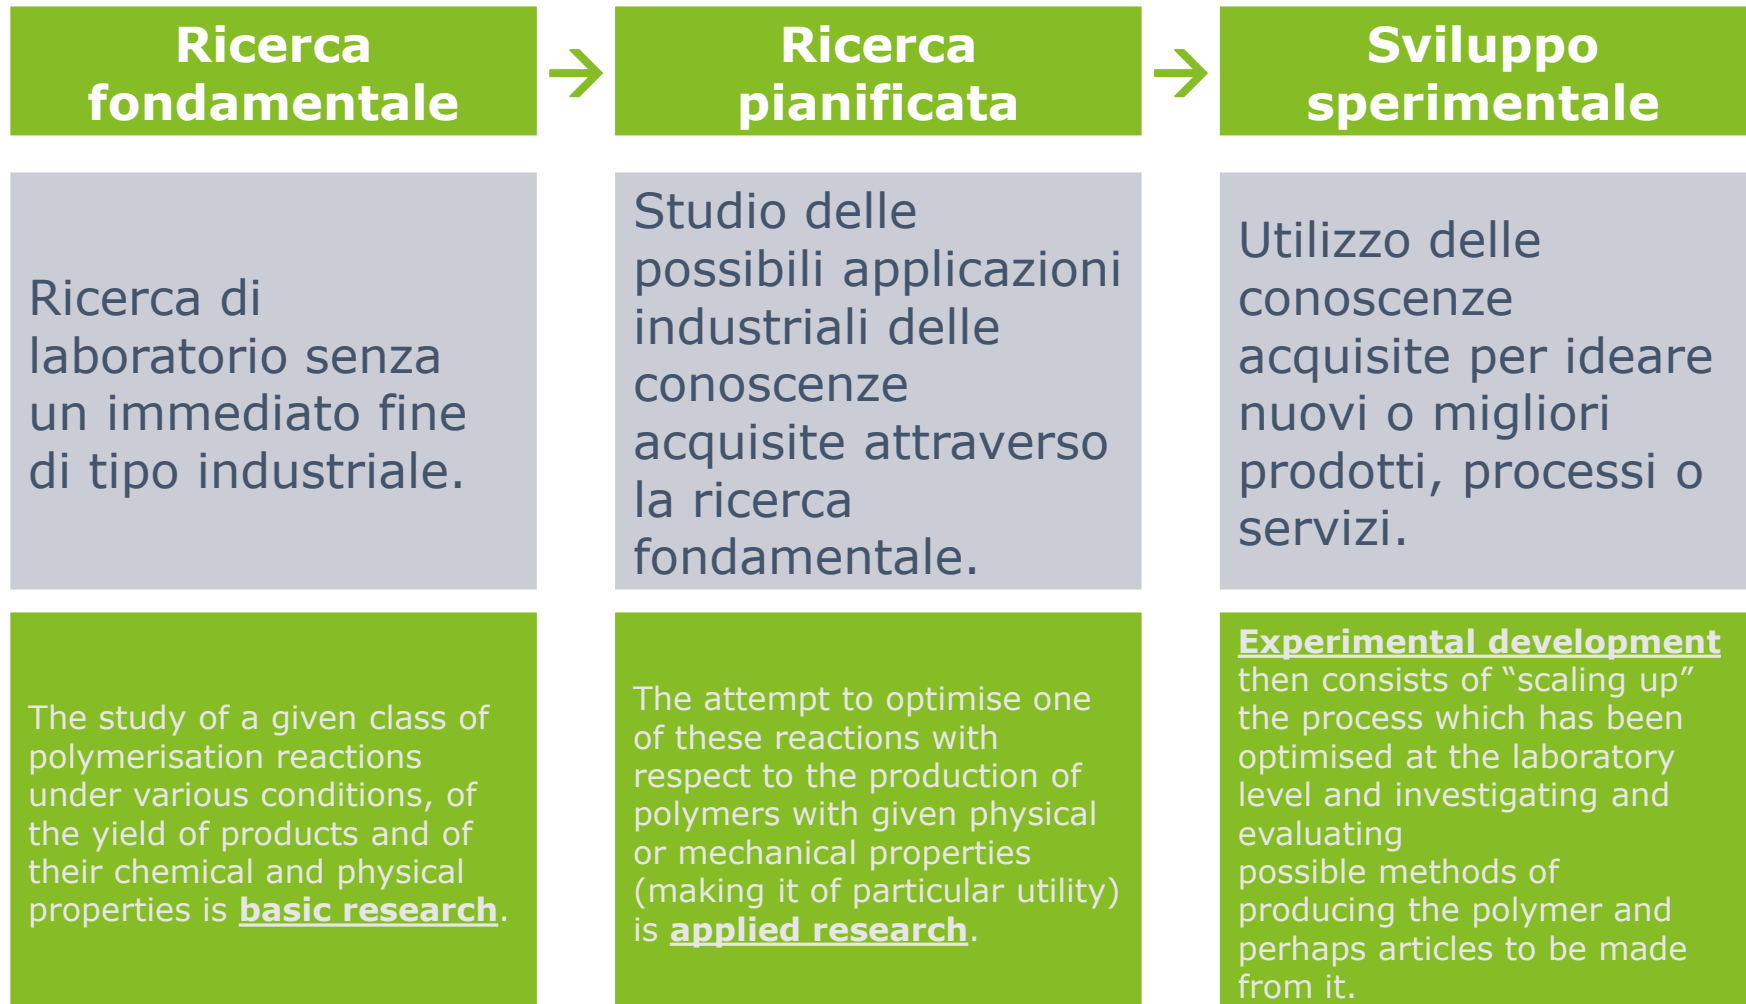 Ricerca
fondamentale
→
Ricerca
pianificata
→
Sviluppo
sperimentale
Ricerca di
laboratorio senza
un immediato fine
di tipo industriale.
Studio delle
possibili applicazioni
industriali delle
conoscenze
acquisite attraverso
la ricerca
fondamentale.
Utilizzo delle
conoscenze
acquisite per ideare
nuovi o migliori
prodotti, processi o
servizi.
The study of a given class of
polymerisation reactions
under various conditions, of
the yield of products and of
their chemical and physical
properties is basic research.
The attempt to optimise one
of these reactions with
respect to the production of
polymers with given physical
or mechanical properties
(making it of particular utility)
is applied research.
Experimental development
then consists of “scaling up”
the process which has been
optimised at the laboratory
level and investigating and
evaluating
possible methods of
producing the polymer and
perhaps articles to be made
from it.